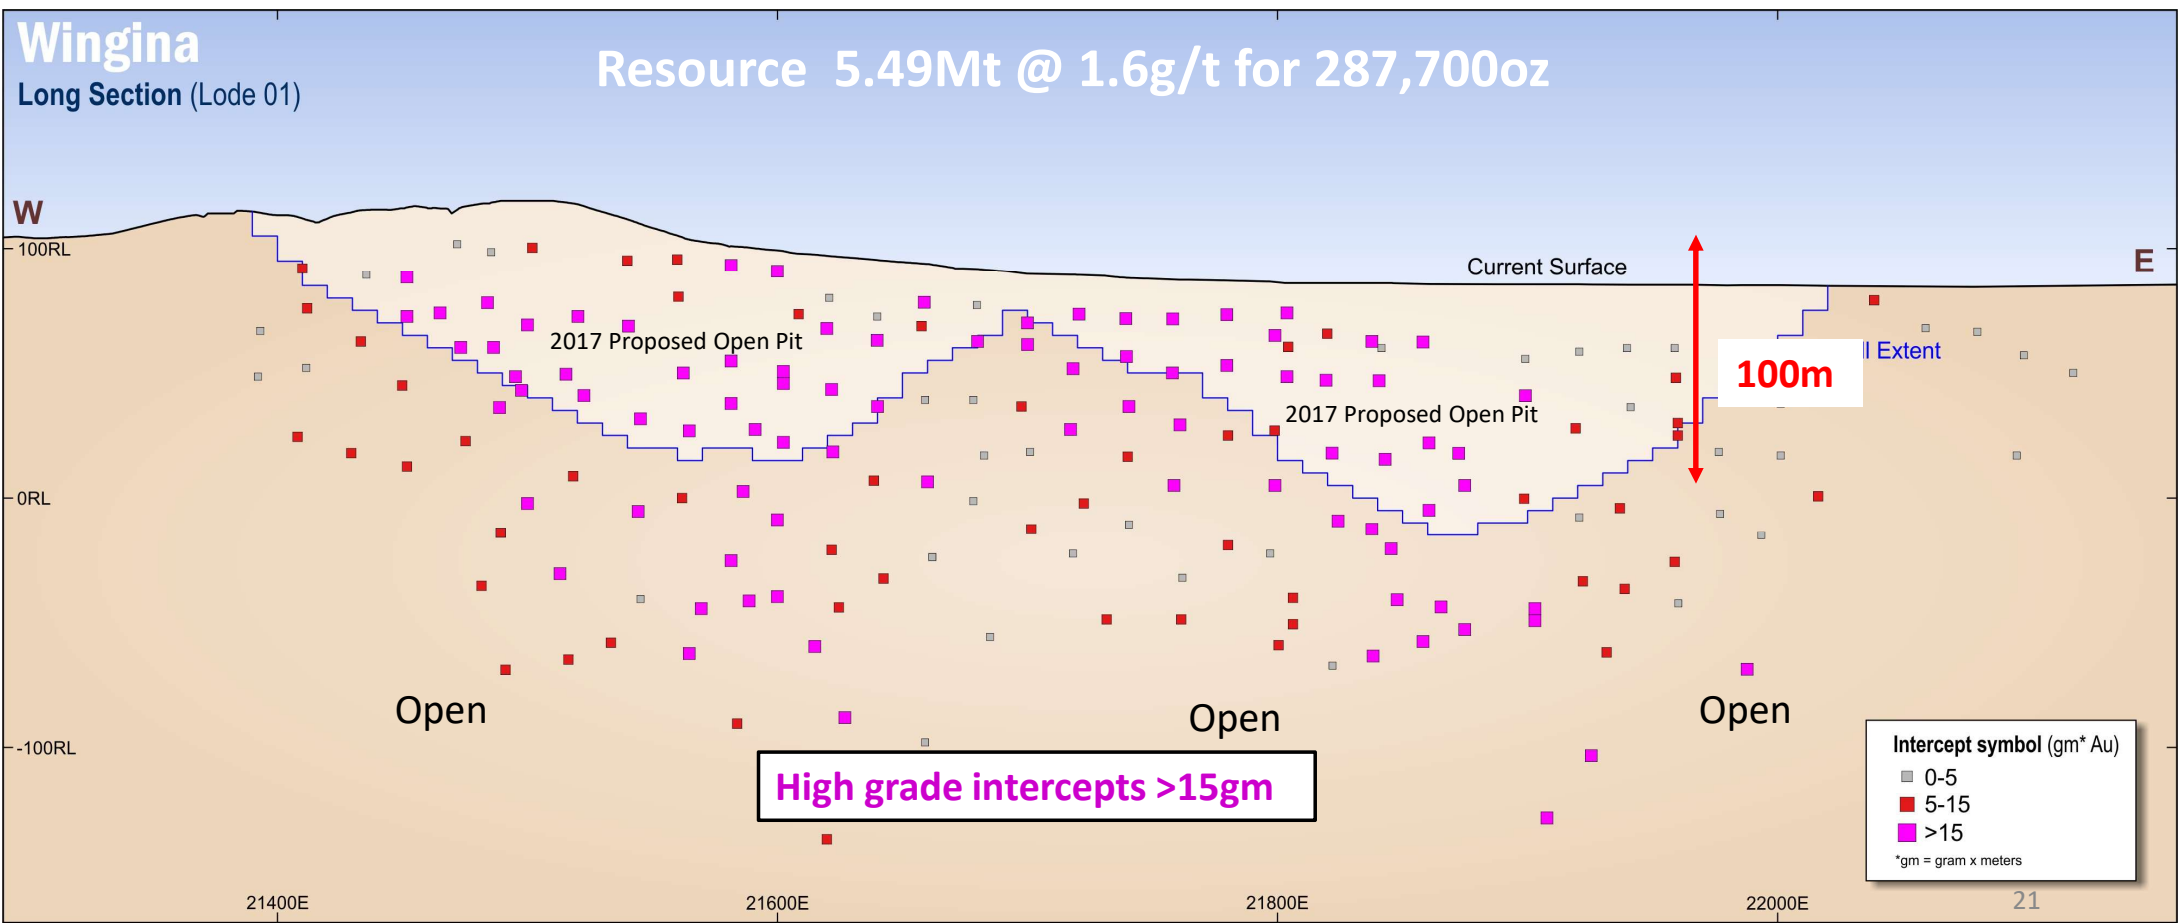 Wingina
Long Section (Lode 01)
Resource 5.49Mt @ 1.6g/t for 287,700oz
W
100RL
Current Surface
E
2017 Proposed Open Pit
ll Extent
100m
2017 Proposed Open Pit
0RL
Open
Open
Open
-100RL
High grade intercepts >15gm
Intercept symbol (gm* Au)
0-5
5-15
>15
*gm = gram x meters
21400E
21600E
21800E
22000E
21